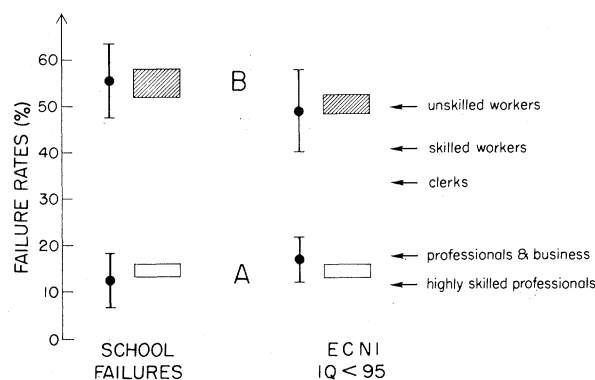 FAILURE RATES (%)
60
50
40
30
20
10
0
B
A
unskilled workers
skilled workers
clerks
professionals & business
highly skilled professionals
SCHOOL
FAILURES
ECNI
IQ < 95